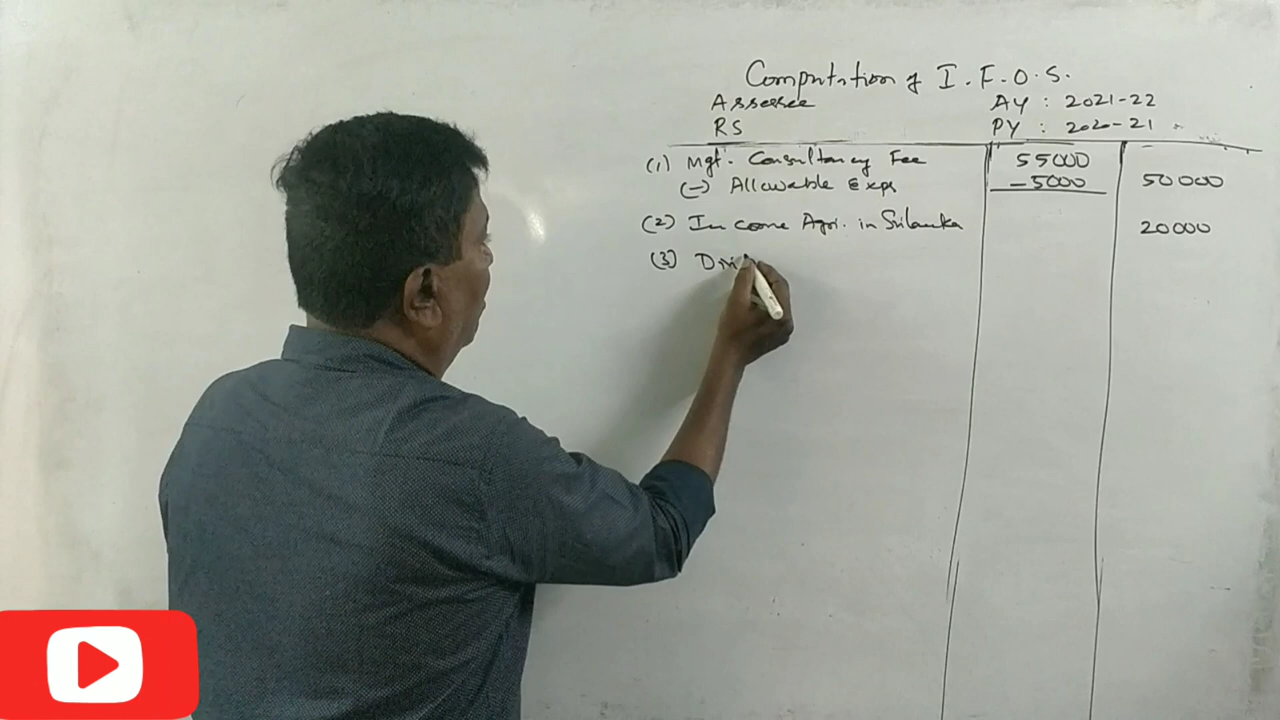 Computation of I.F.O.S.
Assessee AY : 2021-22
RS PY : 2020-21
(1) Mgt. Consultancy Fee 55000
(-) Allowable Exps -5000 50000
(2) Income Agri. in Srilanka 20000
(3)